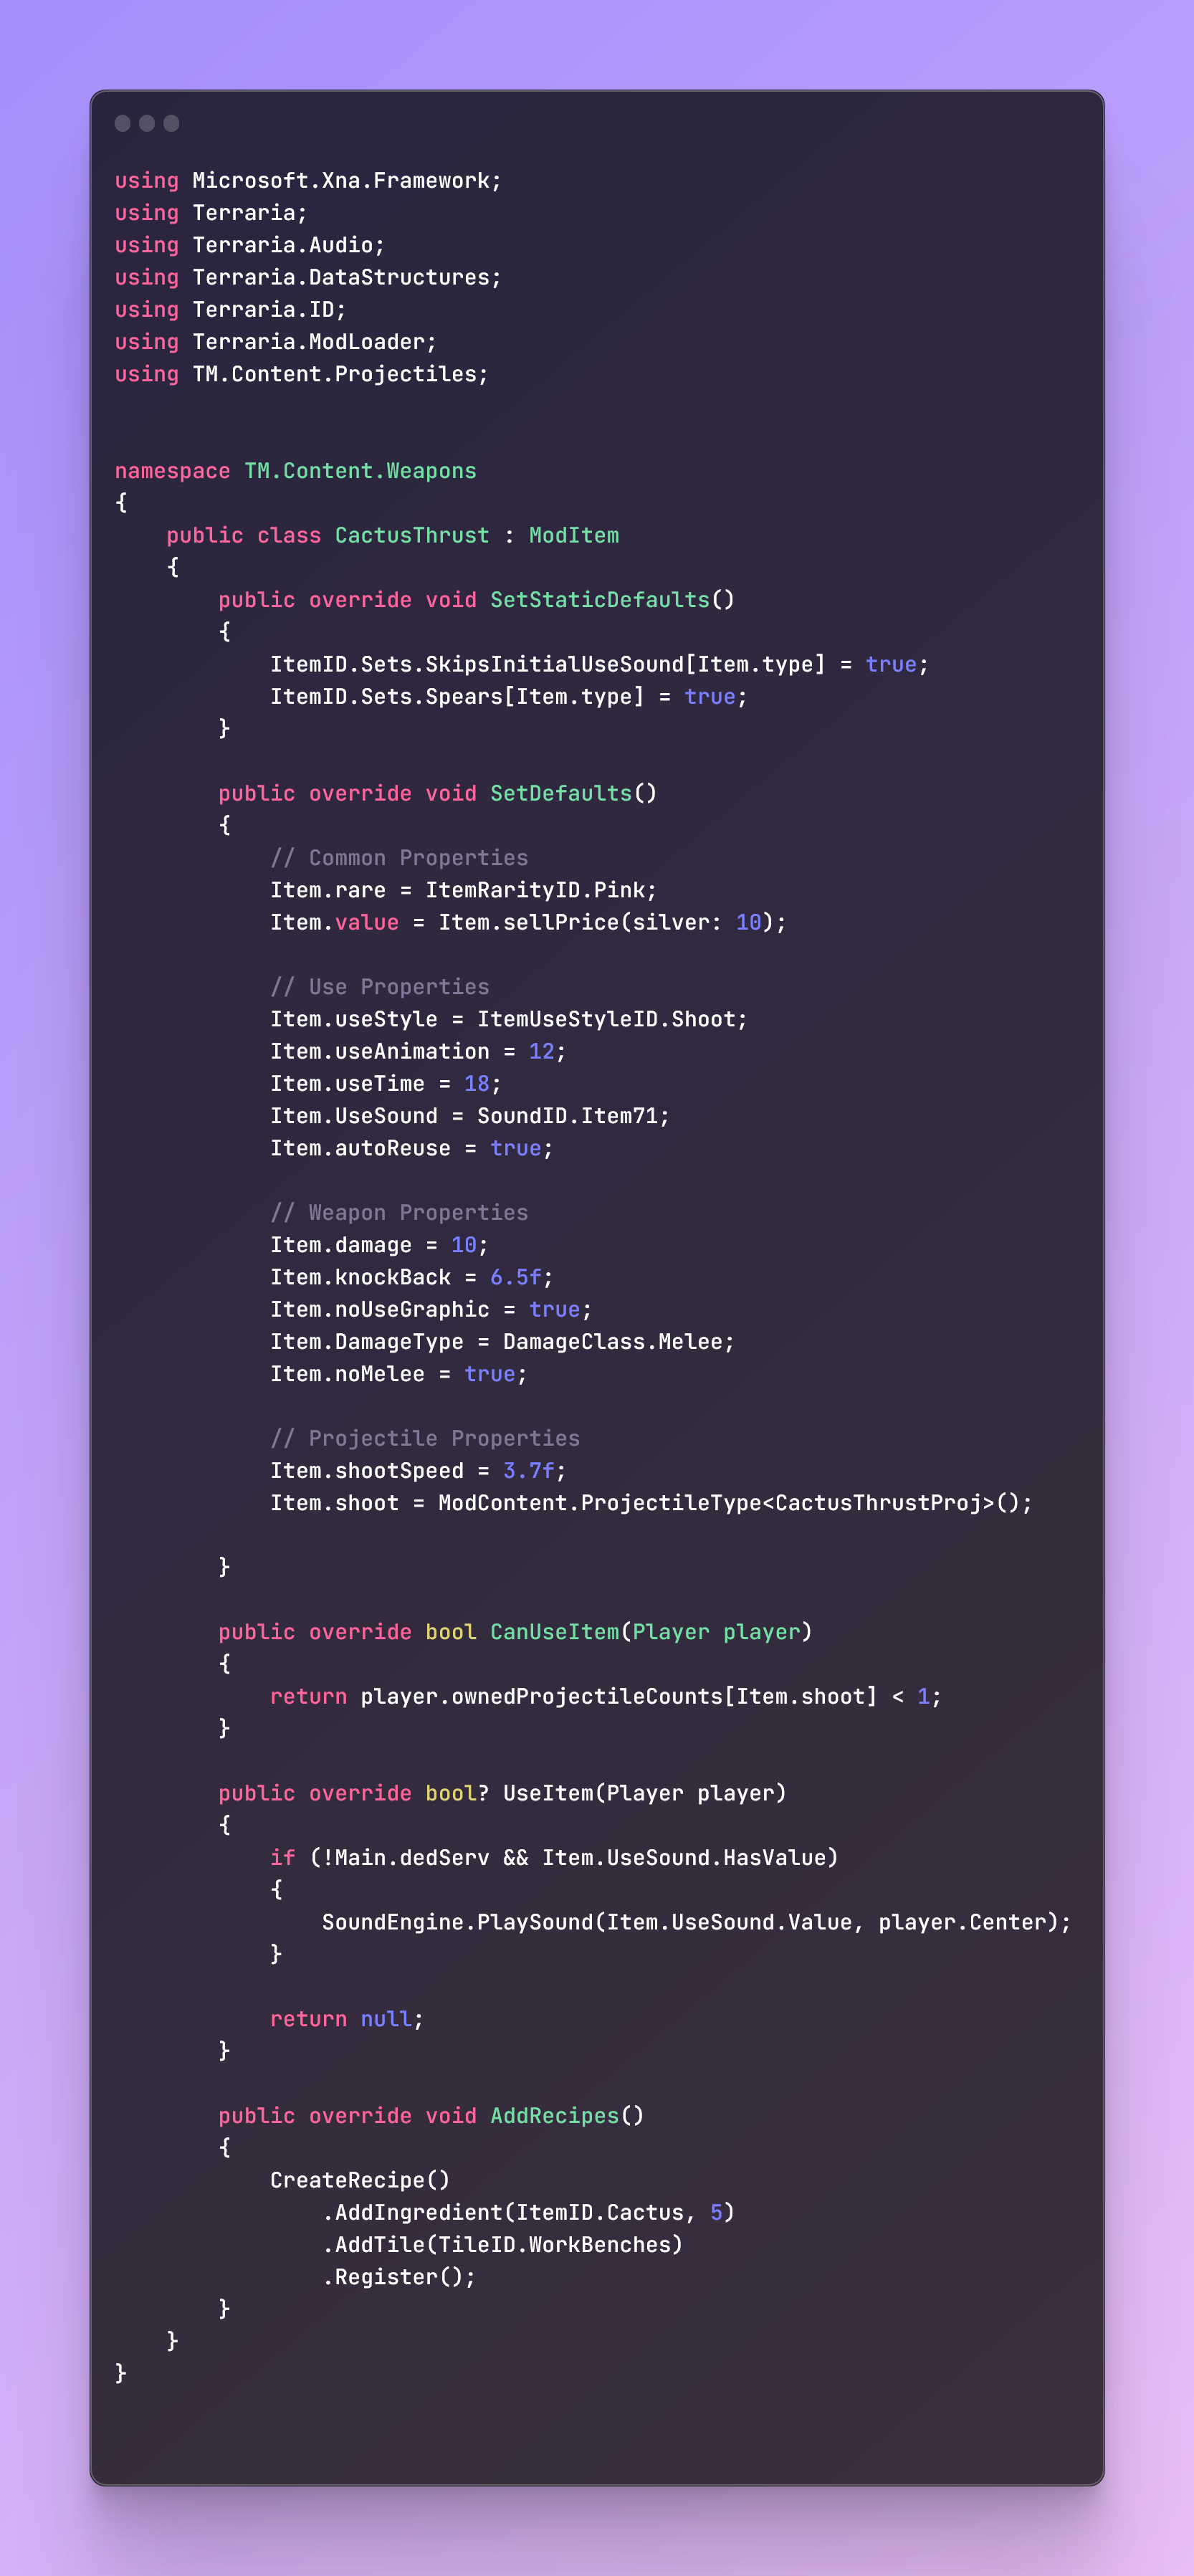 using Microsoft.Xna.Framework;
using Terraria;
using Terraria.Audio;
using Terraria.DataStructures;
using Terraria.ID;
using Terraria.ModLoader;
using TM.Content.Projectiles;


namespace TM.Content.Weapons
{
    public class CactusThrust : ModItem
    {
        public override void SetStaticDefaults()
        {
            ItemID.Sets.SkipsInitialUseSound[Item.type] = true;
            ItemID.Sets.Spears[Item.type] = true;
        }

        public override void SetDefaults()
        {
            // Common Properties
            Item.rare = ItemRarityID.Pink;
            Item.value = Item.sellPrice(silver: 10);

            // Use Properties
            Item.useStyle = ItemUseStyleID.Shoot;
            Item.useAnimation = 12;
            Item.useTime = 18;
            Item.UseSound = SoundID.Item71;
            Item.autoReuse = true;

            // Weapon Properties
            Item.damage = 10;
            Item.knockBack = 6.5f;
            Item.noUseGraphic = true;
            Item.DamageType = DamageClass.Melee;
            Item.noMelee = true;

            // Projectile Properties
            Item.shootSpeed = 3.7f;
            Item.shoot = ModContent.ProjectileType<CactusThrustProj>();

        }

        public override bool CanUseItem(Player player)
        {
            return player.ownedProjectileCounts[Item.shoot] < 1;
        }

        public override bool? UseItem(Player player)
        {
            if (!Main.dedServ && Item.UseSound.HasValue)
            {
                SoundEngine.PlaySound(Item.UseSound.Value, player.Center);
            }

            return null;
        }

        public override void AddRecipes()
        {
            CreateRecipe()
                .AddIngredient(ItemID.Cactus, 5)
                .AddTile(TileID.WorkBenches)
                .Register();
        }
    }
}